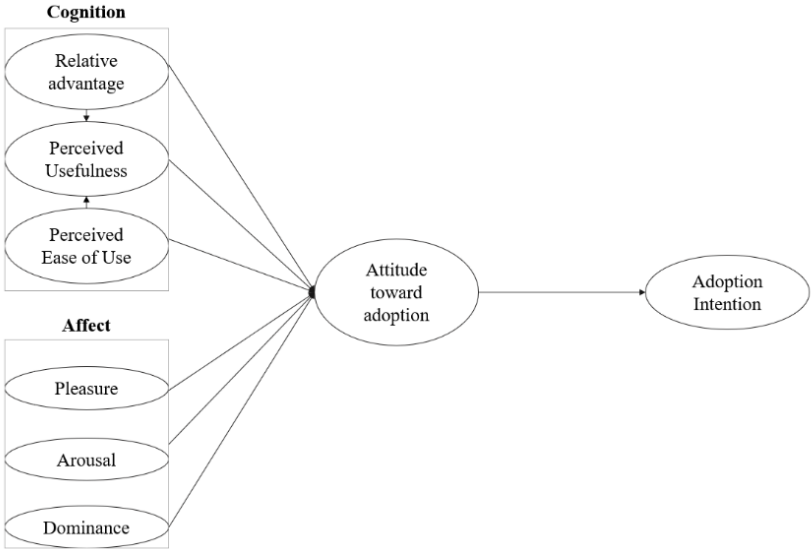 Cognition
Relative
advantage
Perceived
Usefulness
Perceived
Ease of Use
Attitude
toward
adoption
Adoption
Intention
Affect
Pleasure
Arousal
Dominance